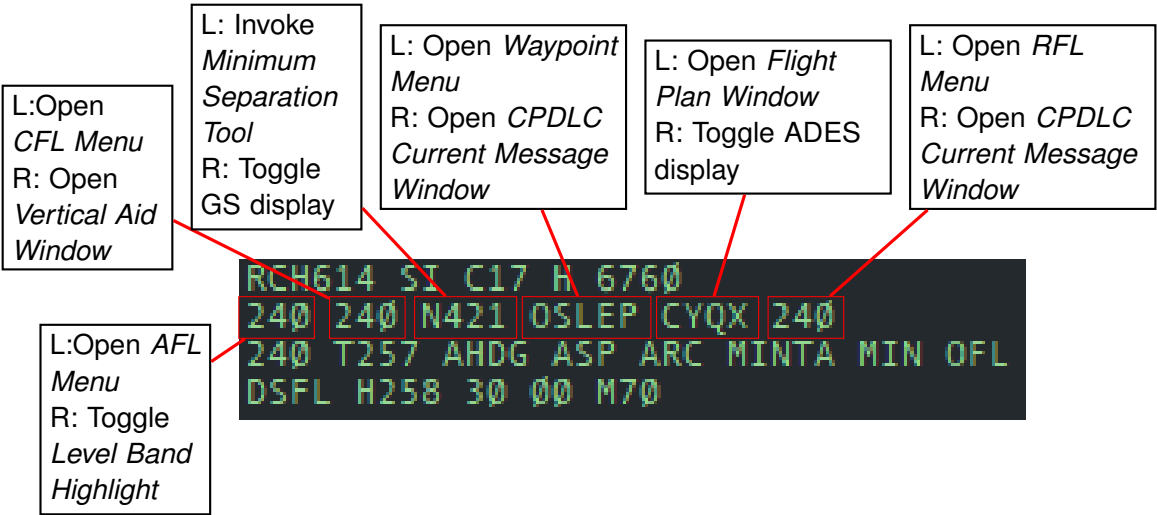 L: Invoke
Minimum
Separation
Tool
R: Toggle
GS display
L: Open Waypoint
Menu
R: Open CPDLC
Current Message
Window
L: Open Flight
Plan Window
R: Toggle ADES
display
L: Open RFL
Menu
R: Open CPDLC
Current Message
Window
L:Open
CFL Menu
R: Open
Vertical Aid
Window
RCH614 SI C17 H 6760
240 240 N421 OSLEP CYQX 240
240 T257 AHDG ASP ARC MINTA MIN OFL
DSFL H258 30 00 M70
L:Open AFL
Menu
R: Toggle
Level Band
Highlight